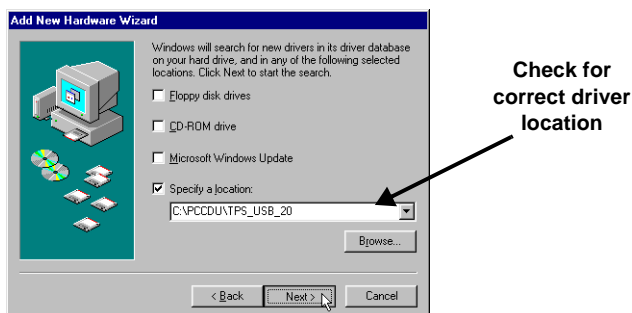 Add New Hardware Wizard
Windows will search for new drivers in its driver database
on your hard drive, and in any of the following selected
locations. Click Next to start the search.
Floppy disk drives
CD-ROM drive
Microsoft Windows Update
Specify a location:
C:\PCCDU\TPS_USB_20
Browse...
< Back Next > Cancel
Check for
correct driver
location